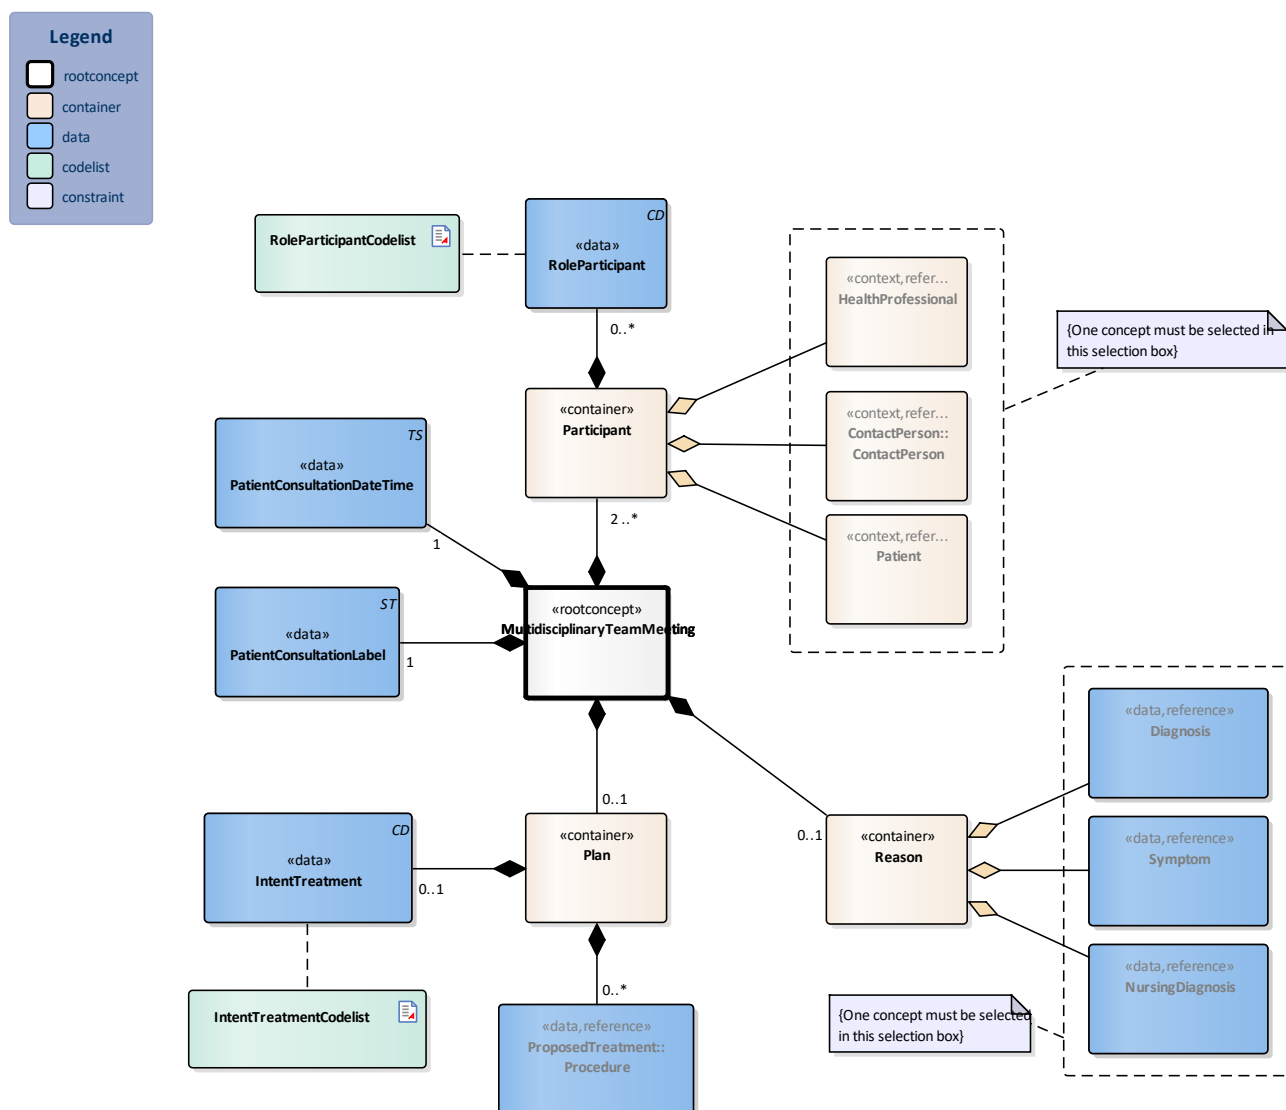 Legend
rootconcept
container
data
codelist
constraint
CD
«data»
RoleParticipant
RoleParticipantCodelist
0..*
«context,refer...
HealthProfessional
{One concept must be selected in
this selection box}
«container»
Participant
«context,refer...
ContactPerson::
ContactPerson
TS
«data»
PatientConsultationDateTime
1
2..*
«context,refer...
Patient
«rootconcept»
MultidisciplinaryTeamMeeting
ST
«data»
PatientConsultationLabel
1
«data,reference»
Diagnosis
0..1
0..1
CD
«data»
IntentTreatment
0..1
«container»
Plan
«container»
Reason
«data,reference»
Symptom
«data,reference»
NursingDiagnosis
0..*
IntentTreatmentCodelist
{One concept must be selected
in this selection box}
«data,reference»
ProposedTreatment::
Procedure